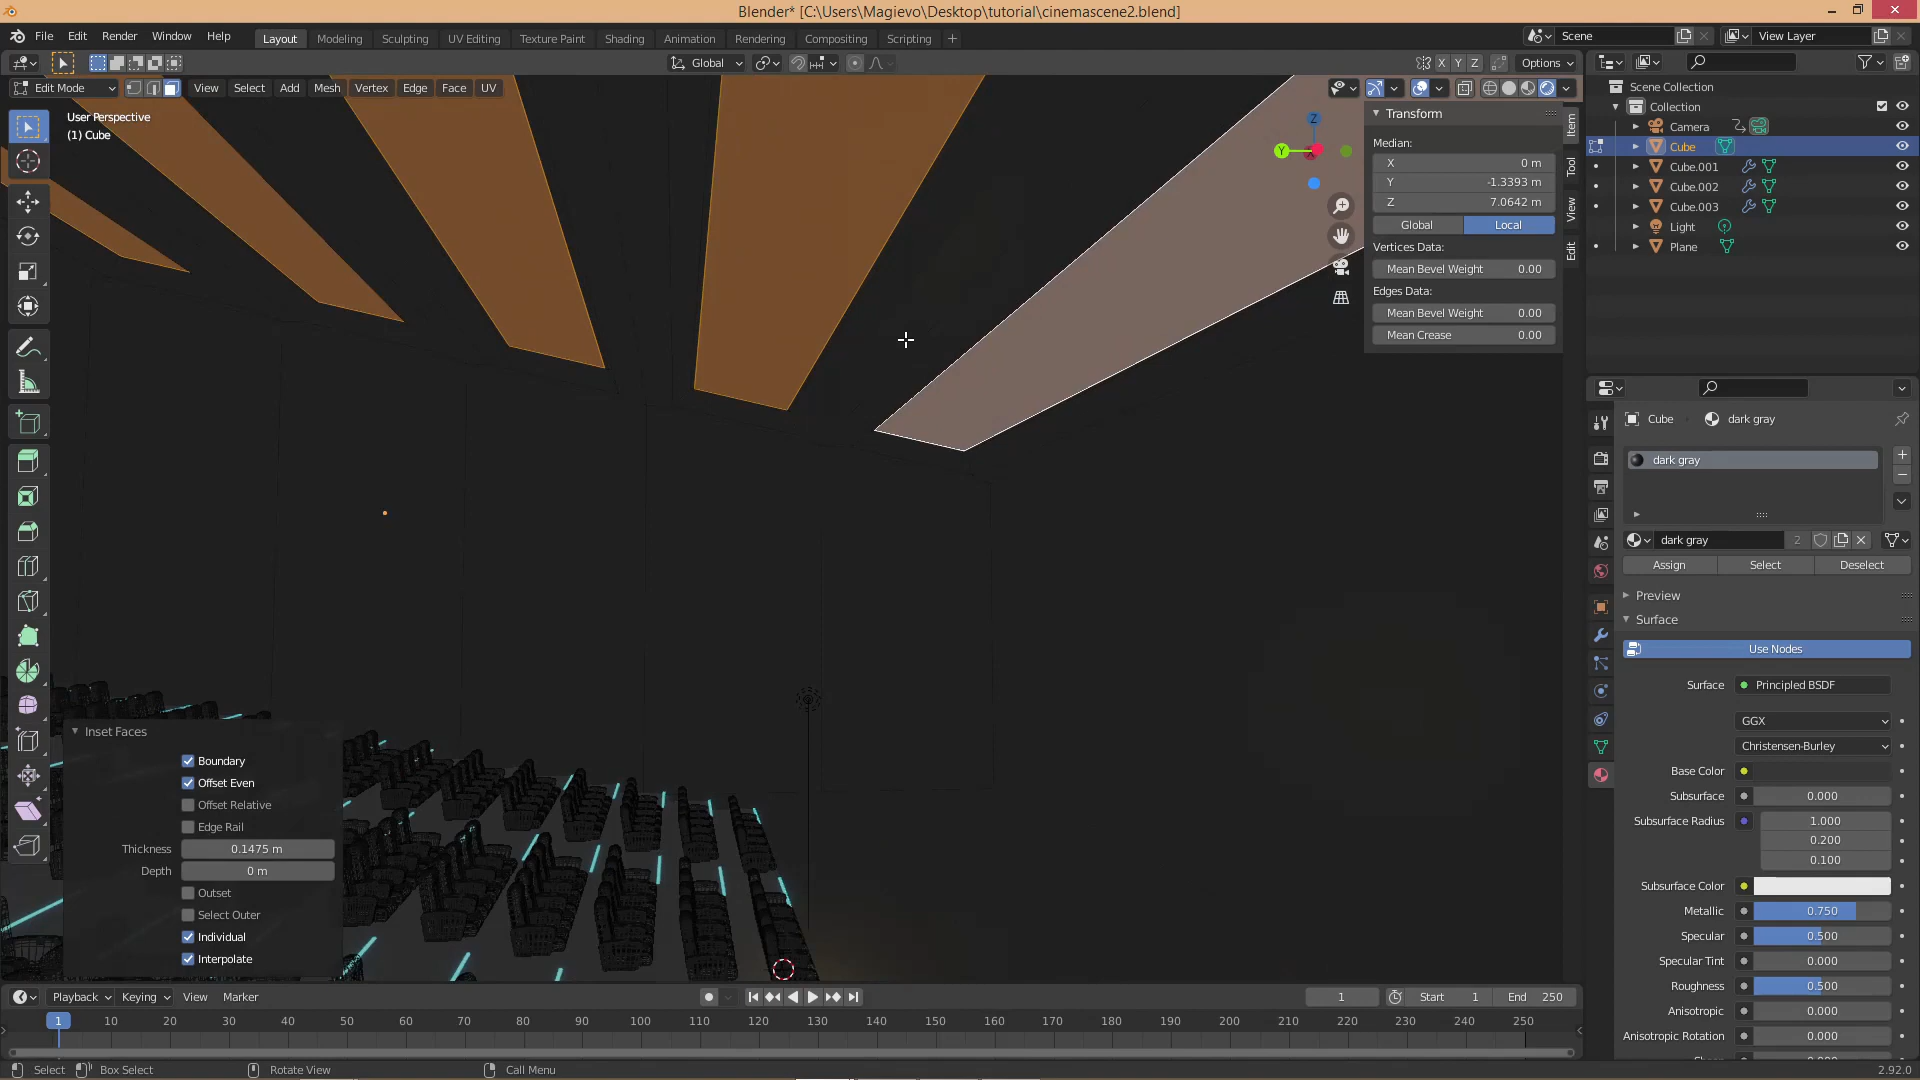 Blender* [C:\Users\Magievo\Desktop\tutorial\cinemascene2.blend]
File Edit Render Window Help Layout Modeling Sculpting UV Editing Texture Paint Shading Animation Rendering Compositing Scripting Scene View Layer
Global X Y Z Options
Edit Mode View Select Add Mesh Vertex Edge Face UV
User Perspective
(1) Cube
Z
Y
Transform
Median:
X 0 m
Y -1.3393 m
Z 7.0642 m
Global Local
Vertices Data:
Mean Bevel Weight 0.00
Edges Data:
Mean Bevel Weight 0.00
Mean Crease 0.00
Item
Tool
View
Edit
Scene Collection
Collection
Camera
Cube
Cube.001
Cube.002
Cube.003
Light
Plane
Cube dark gray
dark gray
dark gray 2
Assign Select Deselect
Preview
Surface
Use Nodes
Surface Principled BSDF
GGX
Christensen-Burley
Base Color
Subsurface 0.000
Subsurface Radius 1.000
0.200
0.100
Subsurface Color
Metallic 0.750
Specular 0.500
Specular Tint 0.000
Roughness 0.500
Anisotropic 0.000
Anisotropic Rotation 0.000
Inset Faces
Boundary
Offset Even
Offset Relative
Edge Rail
Thickness 0.1475 m
Depth 0 m
Outset
Select Outer
Individual
Interpolate
Playback Keying View Marker 1 Start 1 End 250
1 10 20 30 40 50 60 70 80 90 100 110 120 130 140 150 160 170 180 190 200 210 220 230 240 250
Select Box Select Rotate View Call Menu 2.92.0